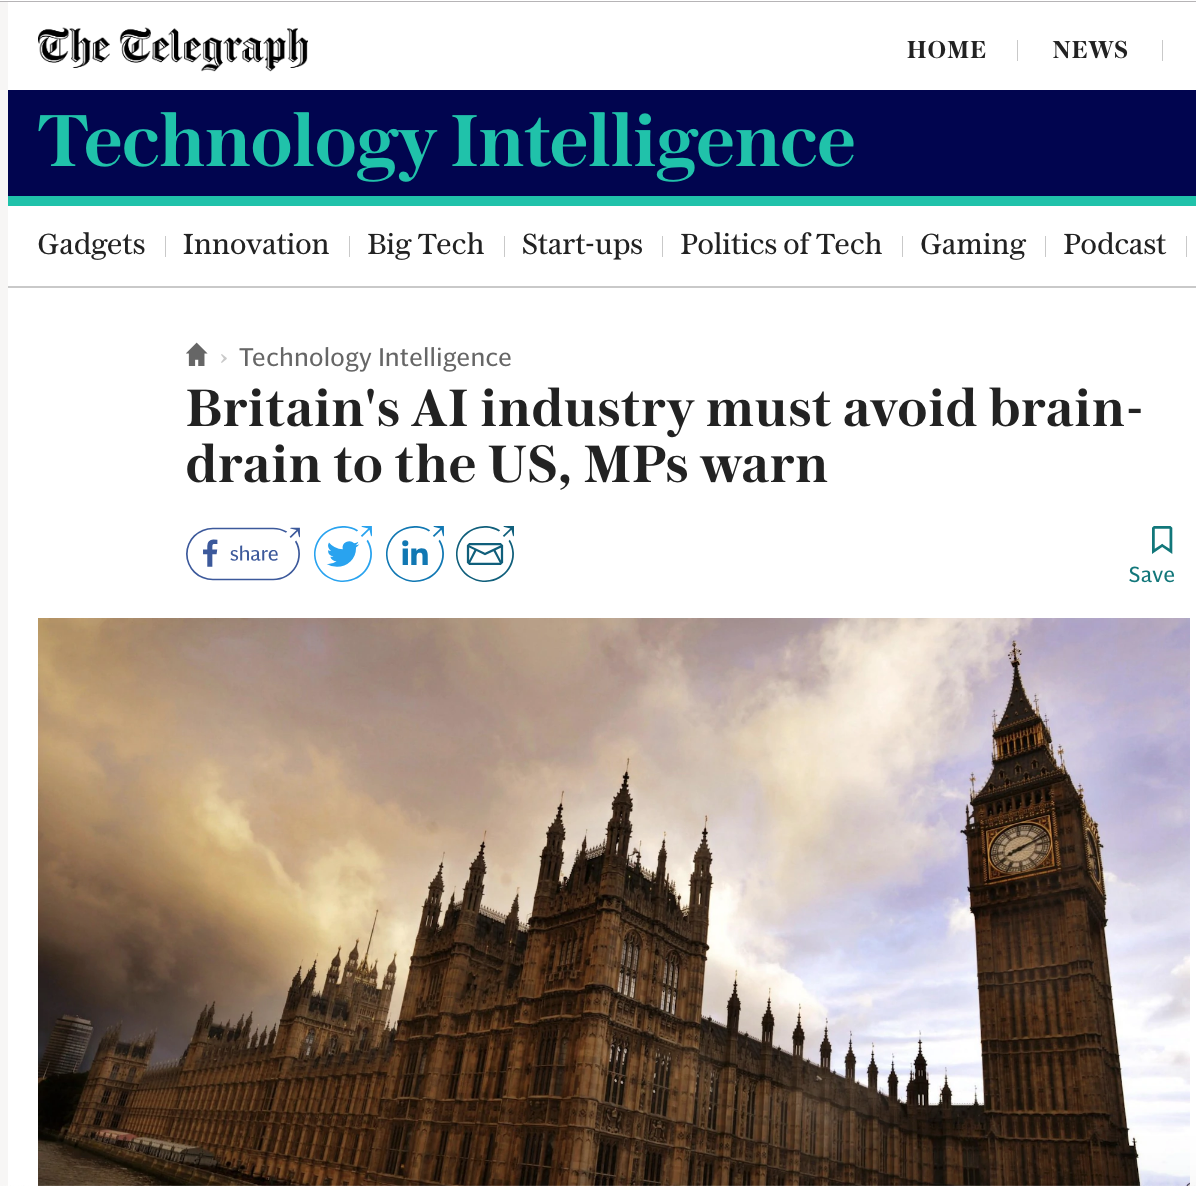 The Telegraph
HOME
NEWS
Technology Intelligence
Gadgets
Innovation
Big Tech
Start-ups
Politics of Tech
Gaming
Podcast
Technology Intelligence
Britain's AI industry must avoid brain-
drain to the US, MPs warn
share
in
Save